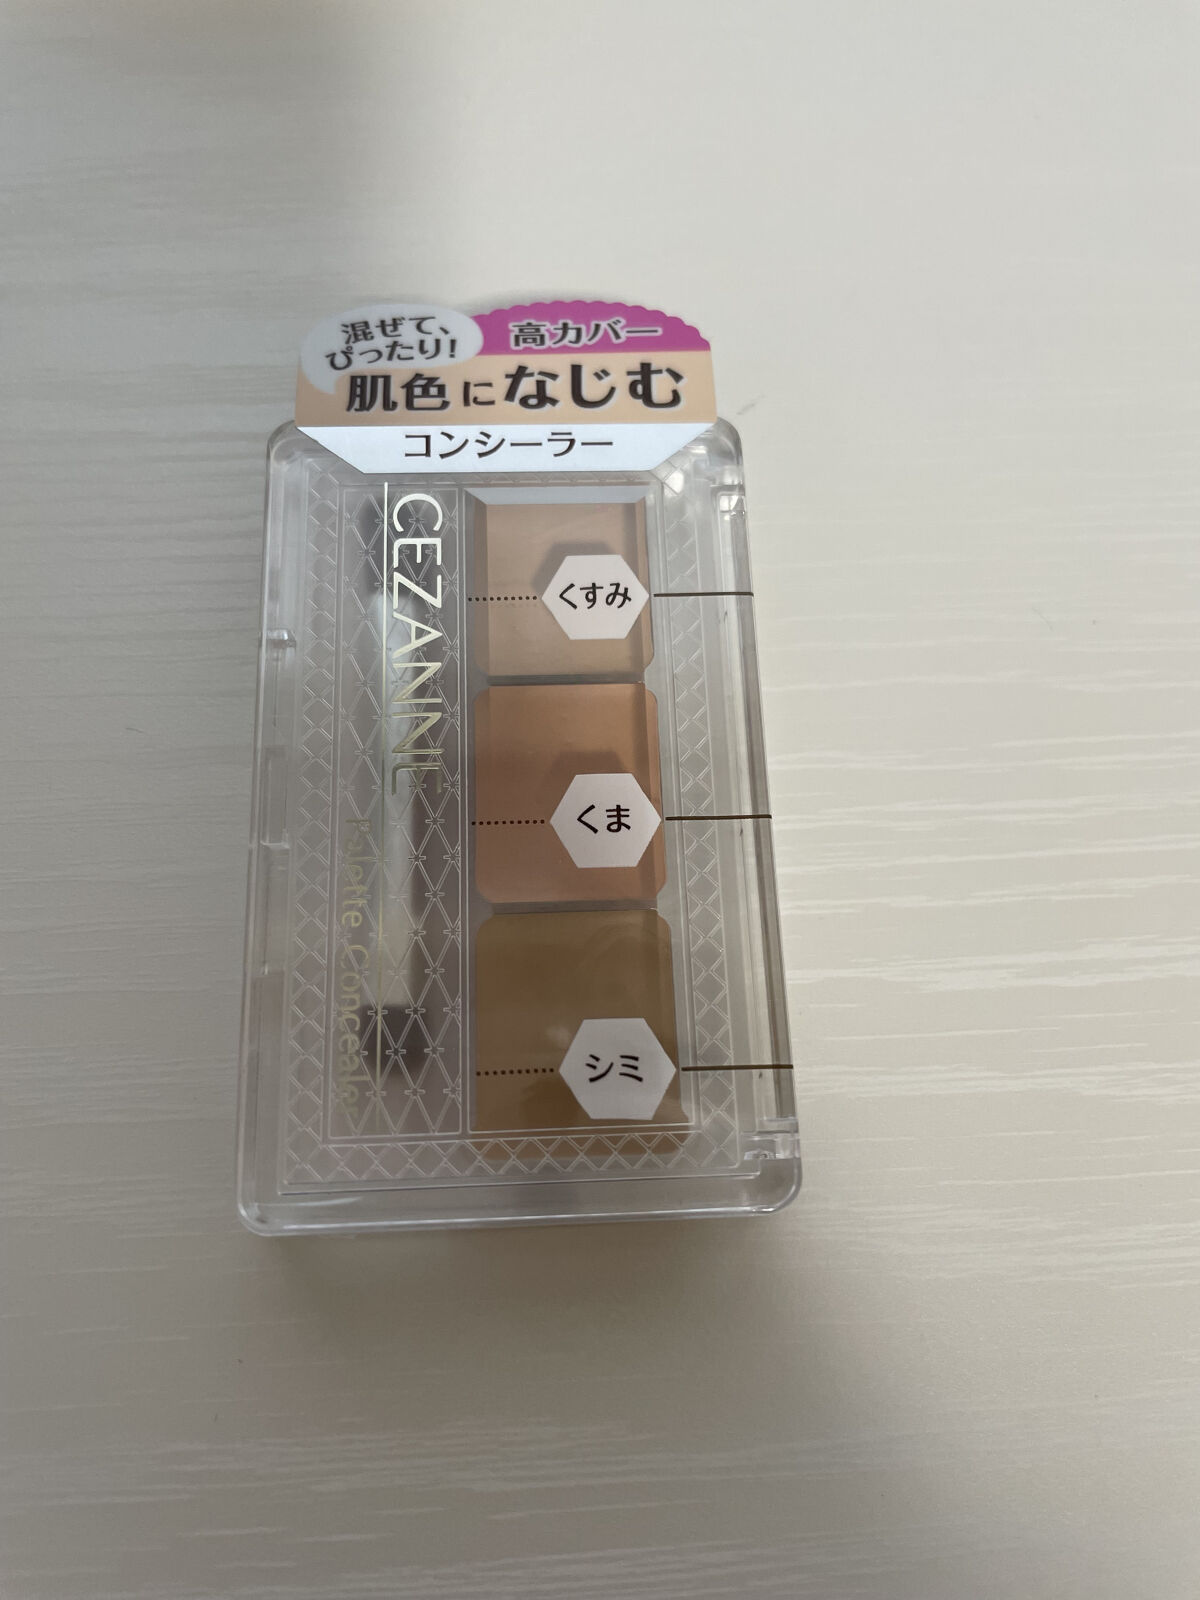 混ぜて、
ぴったり!
高カバー
肌色になじむ
コンシーラー
CEZANNE
Palette Concealer
くすみ
くま
シミ